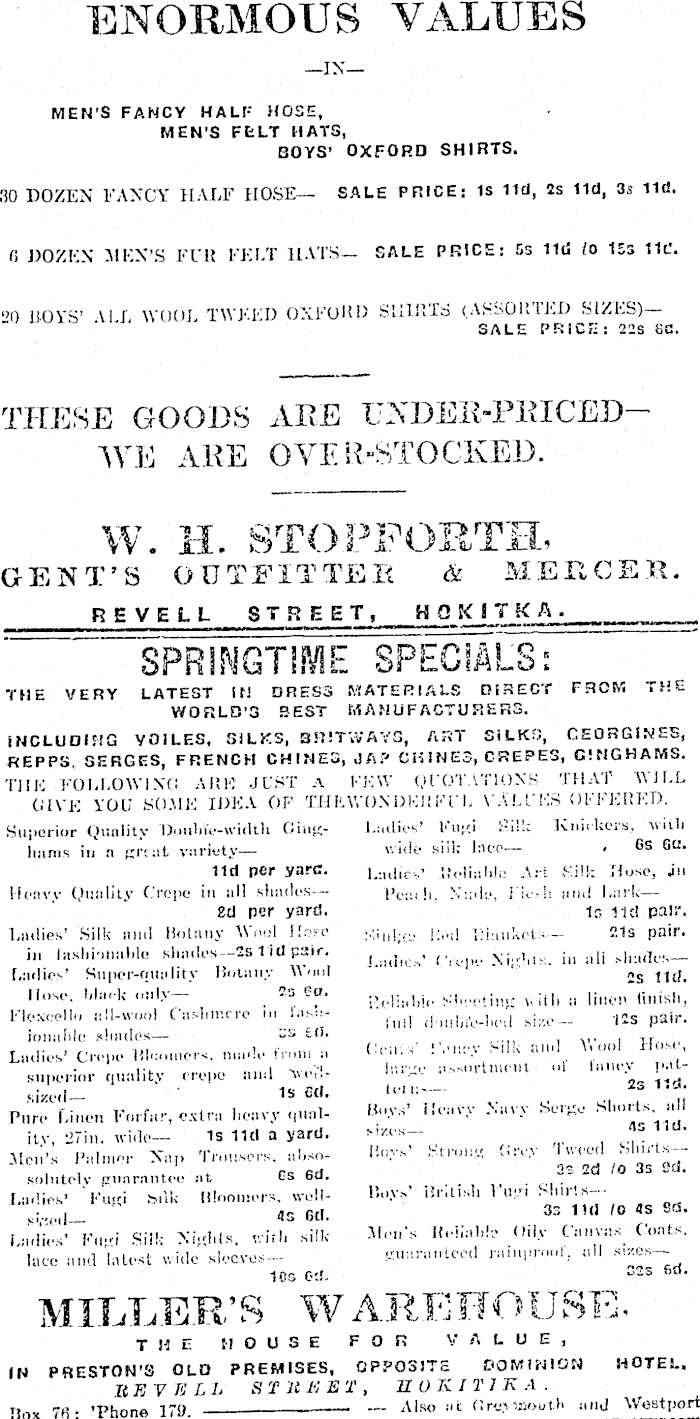 ENORMOUS VALUES
—IN—
MEN'S FANCY HALF HOSE,
MEN'S FELT HATS,
BOYS' OXFORD SHIRTS.
30 DOZEN FANCY HALF HOSE— SALE PRICE: 1s 11d, 2s 11d, 3s 11d.
6 DOZEN MEN'S FUR FELT HATS— SALE PRICE: 5s 11d to 15s 11d.
20 BOYS' ALL WOOL TWEED OXFORD SHIRTS (ASSORTED SIZES)—
SALE PRICE: 22s 6d.
THESE GOODS ARE UNDER-PRICED—
WE ARE OVER-STOCKED.
W. H. STOPFORTH,
GENT'S OUTFITTER & MERCER.
REVELL STREET, HOKITKA.
SPRINGTIME SPECIALS:
THE VERY LATEST IN DRESS MATERIALS DIRECT FROM THE
WORLD'S BEST MANUFACTURERS.
INCLUDING VOILES, SILKS, BRITWAYS, ART SILKS, GEORGINES,
REPPS, SERGES, FRENCH CHINES, JAP CHINES, CREPES, GINGHAMS.
THE FOLLOWING ARE JUST A FEW QUOTATIONS THAT WILL
GIVE YOU SOME IDEA OF THE WONDERFUL VALUES OFFERED.
Superior Quality Double-width Ging-
hams in a great variety—
11d per yard.
Heavy Quality Crepe in all shades—
8d per yard.
Ladies' Silk and Botany Wool Hose
in fashionable shades—2s 11d pair.
Ladies' Super-quality Botany Wool
Hose, black only— 2s 6d.
Flexcello all-wool Cashmere in fash-
ionable shades— 6d.
Ladies' Crepe Bloomers, made from a
superior quality crepe and well-
sized— 1s 6d.
Pure Linen Forfar, extra heavy qual-
ity, 27in. wide— 1s 11d a yard.
Men's Palmer Nap Trousers, abso-
solutely guarantee at 6s 6d.
Ladies' Fugi Silk Bloomers, well-
sized— 4s 6d.
Ladies' Fugi Silk Nights, with silk
lace and latest wide sleeves—
10s 6d.
Ladies' Fugi Silk Knickers, with
wide silk lace— 6s 6d.
Ladies' Reliable Art Silk Hose, in
Peach, Nude, Flesh and Lark—
1s 11d pair.
Single Bed Blankets— 21s pair.
Ladies' Crepe Nights, in all shades—
2s 11d.
Reliable Sheeting with a linen finish,
full double-bed size— 12s pair.
Gents' Fancy Silk and Wool Hose,
large assortment of fancy pat-
terns— 2s 11d.
Boys' Heavy Navy Serge Shorts, all
sizes— 4s 11d.
Boys' Strong Grey Tweed Shirts—
3s 2d to 3s 9d.
Boys' British Fugi Shirts—
3s 11d to 4s 9d.
Men's Reliable Oily Canvas Coats,
guaranteed rainproof, all sizes—
32s 6d.
MILLER'S WAREHOUSE,
THE HOUSE FOR VALUE,
IN PRESTON'S OLD PREMISES, OPPOSITE DOMINION HOTEL,
REVELL STREET, HOKITIKA.
Box 76; 'Phone 179. — Also at Greymouth and Westport